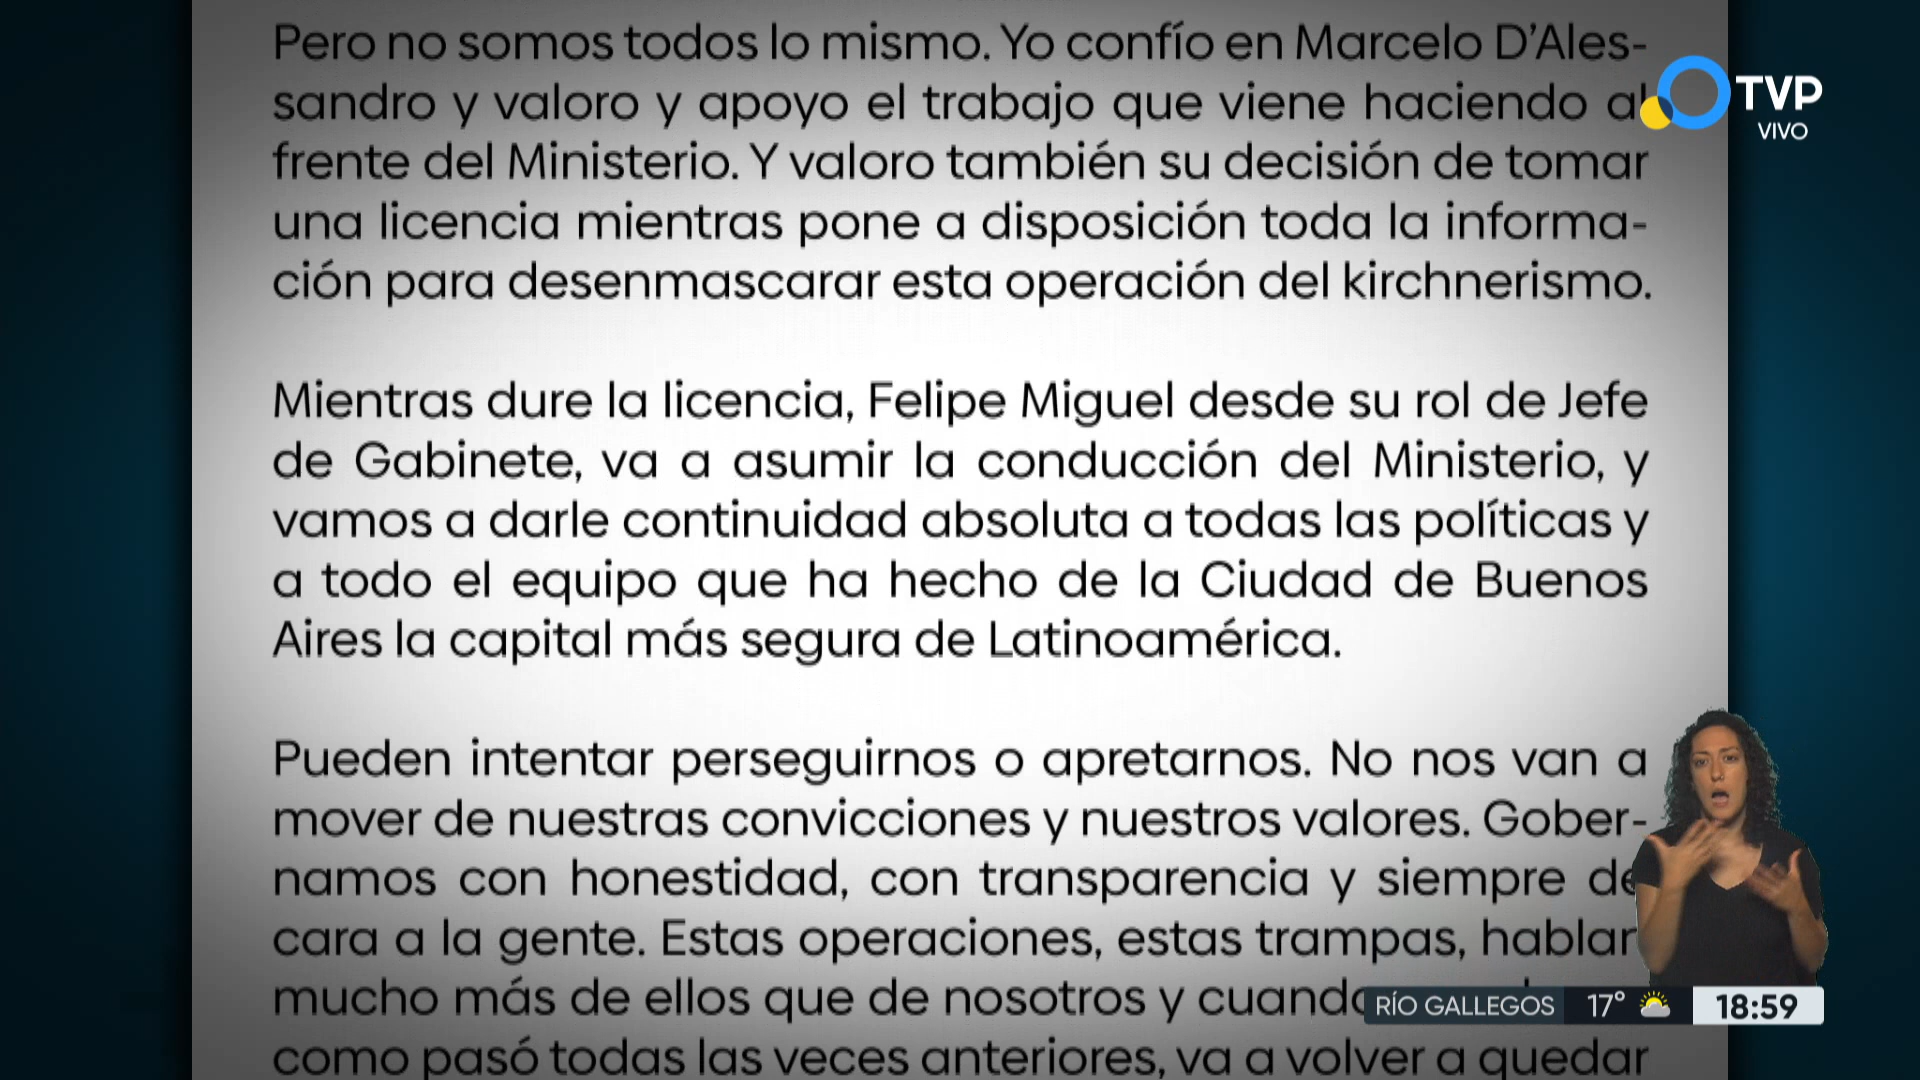 Pero no somos todos lo mismo. Yo confío en Marcelo D’Ales-
sandro y valoro y apoyo el trabajo que viene haciendo al
frente del Ministerio. Y valoro también su decisión de tomar
una licencia mientras pone a disposición toda la informa-
ción para desenmascarar esta operación del kirchnerismo.
Mientras dure la licencia, Felipe Miguel desde su rol de Jefe
de Gabinete, va a asumir la conducción del Ministerio, y
vamos a darle continuidad absoluta a todas las políticas y
a todo el equipo que ha hecho de la Ciudad de Buenos
Aires la capital más segura de Latinoamérica.
Pueden intentar perseguirnos o apretarnos. No nos van a
mover de nuestras convicciones y nuestros valores. Gober-
namos con honestidad, con transparencia y siempre de
cara a la gente. Estas operaciones, estas trampas, hablan
mucho más de ellos que de nosotros y cuando
como pasó todas las veces anteriores, va a volver a quedar
TVP
VIVO
RÍO GALLEGOS 17° 18:59